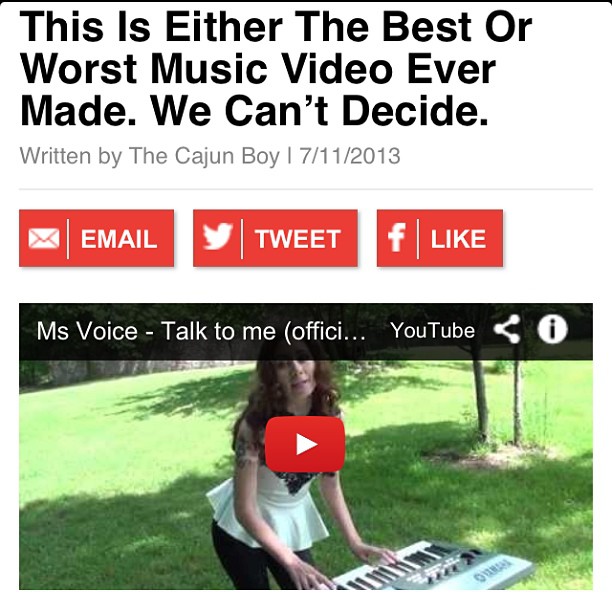 This Is Either The Best Or
Worst Music Video Ever
Made. We Can’t Decide.
Written by The Cajun Boy | 7/11/2013
EMAIL TWEET LIKE
Ms Voice - Talk to me (offici... YouTube
YAMAHA